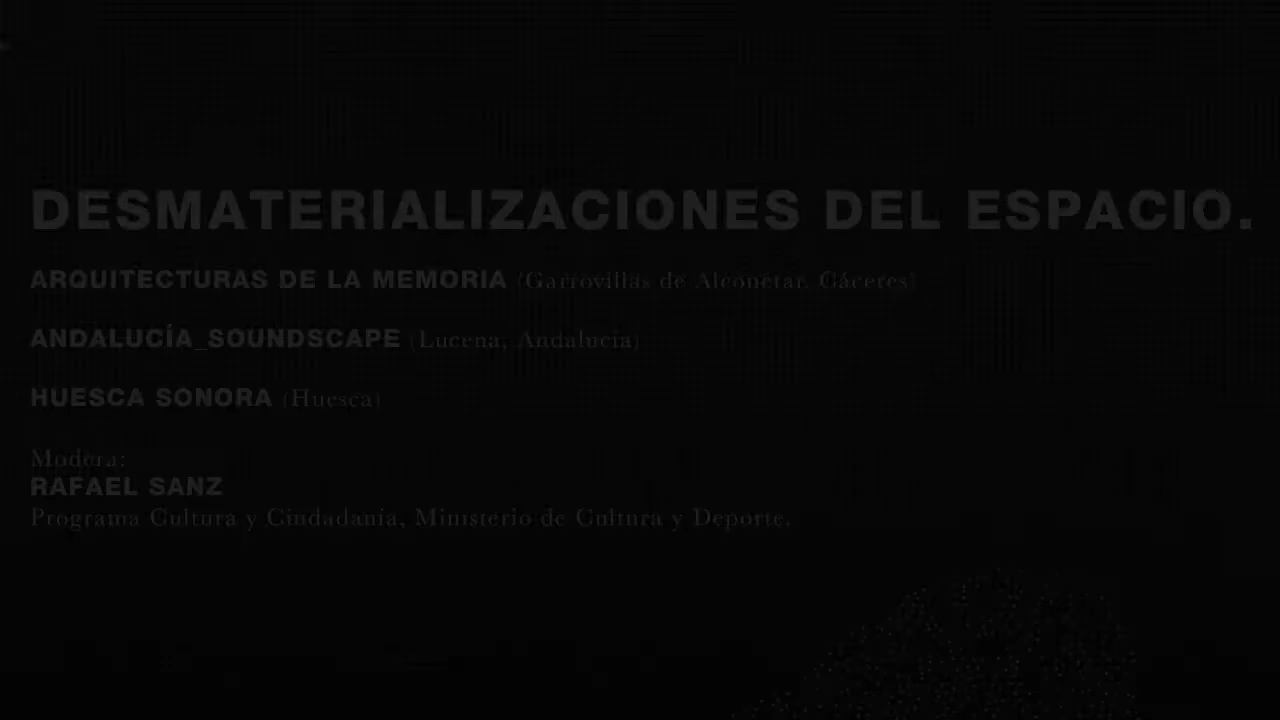 DESMATERIALIZACIONES DEL ESPACIO.
ARQUITECTURAS DE LA MEMORIA (Garrovillas de Alconétar, Cáceres)
ANDALUCÍA_SOUNDSCAPE (Lucena, Andalucía)
HUESCA SONORA (Huesca)
Modera:
RAFAEL SANZ
Programa Cultura y Ciudadanía, Ministerio de Cultura y Deporte.